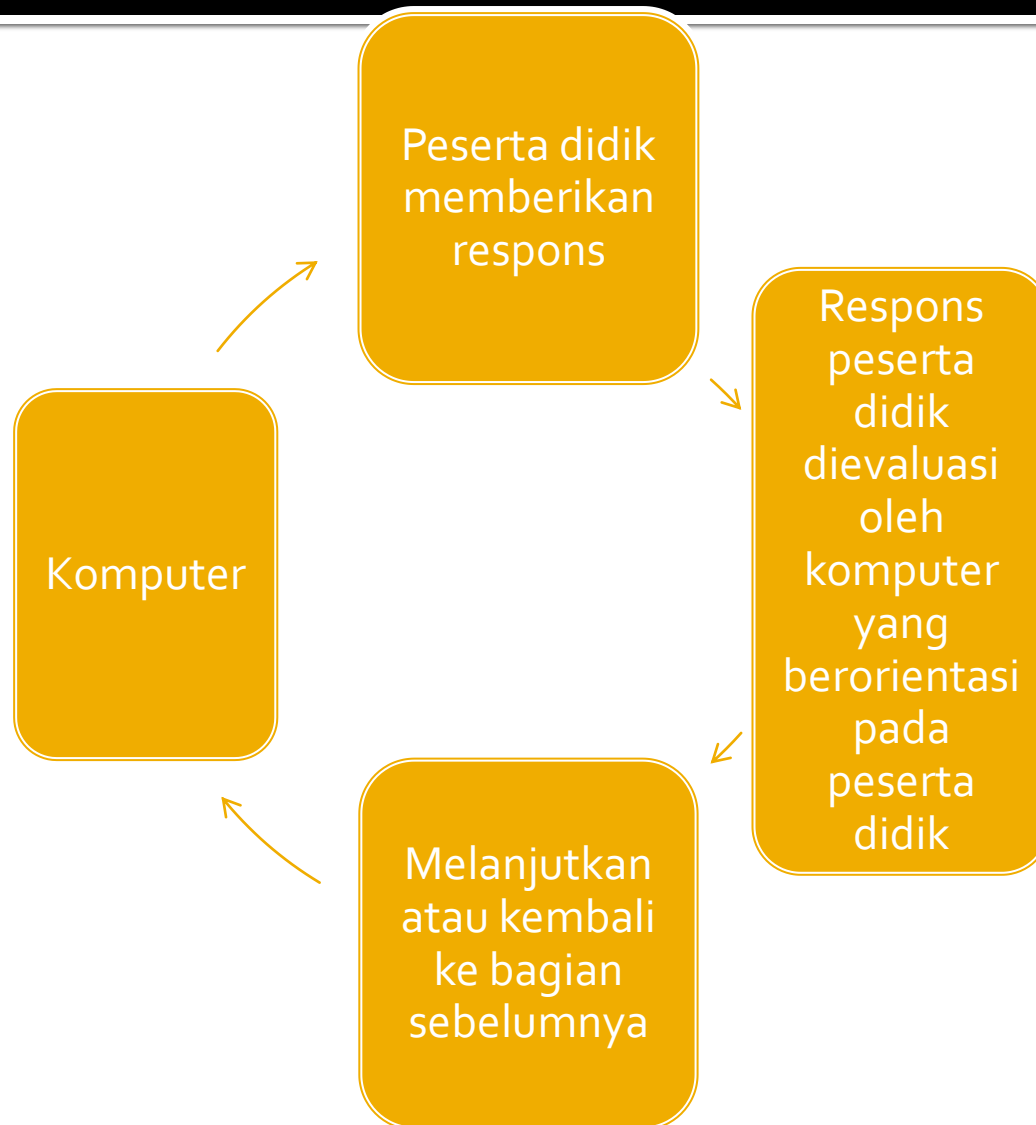 Peserta didik
memberikan
respons
Respons
peserta
didik
dievaluasi
oleh
komputer
yang
berorientasi
pada
peserta
didik
Melanjutkan
atau kembali
ke bagian
sebelumnya
Komputer